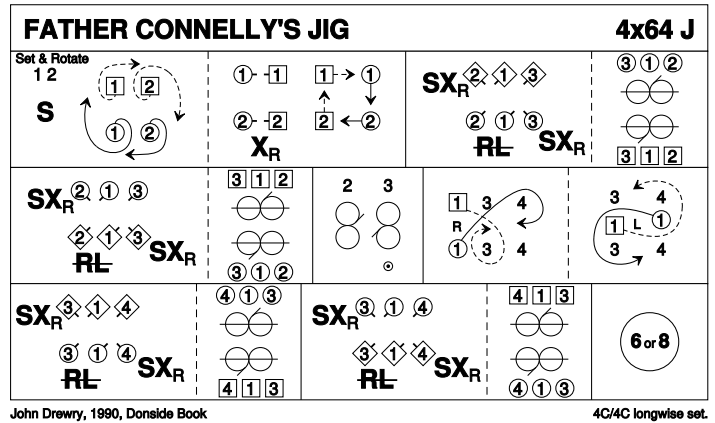 FATHER CONNELLY'S JIG 4x64 J
Set & Rotate
1 2
1 2
S
1 2
1 1
2 2
XR
1 1
2 2
SXR 2 1 3
2 1 3 SXR
RL
3 1 2
3 1 2
SXR 2 1 3
2 1 3 SXR
RL
3 1 2
3 1 2
2 3
1 3 4
R
1 3 4
3 4
1 L 1
3 4
SXR 3 1 4
3 1 4 SXR
RL
4 1 3
4 1 3
SXR 3 1 4
3 1 4 SXR
RL
4 1 3
4 1 3
6 or 8
John Drewry, 1990, Donside Book 4C/4C longwise set.